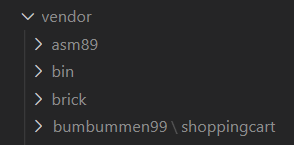 vendor
asm89
bin
brick
bumbummen99 \ shoppingcart